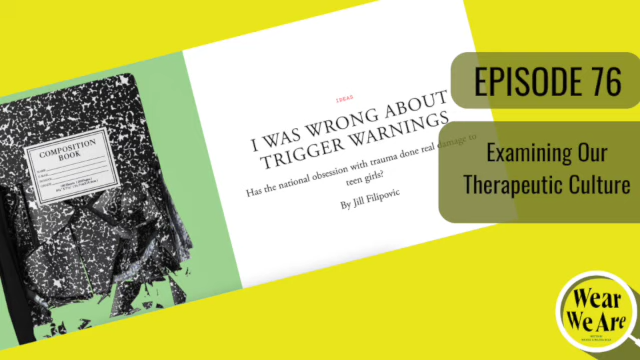 COMPOSITION
BOOK
IDEAS
I WAS WRONG ABOUT
TRIGGER WARNINGS
Has the national obsession with trauma done real damage to
teen girls?
By Jill Filipovic
EPISODE 76
Examining Our
Therapeutic Culture
Wear
We Are